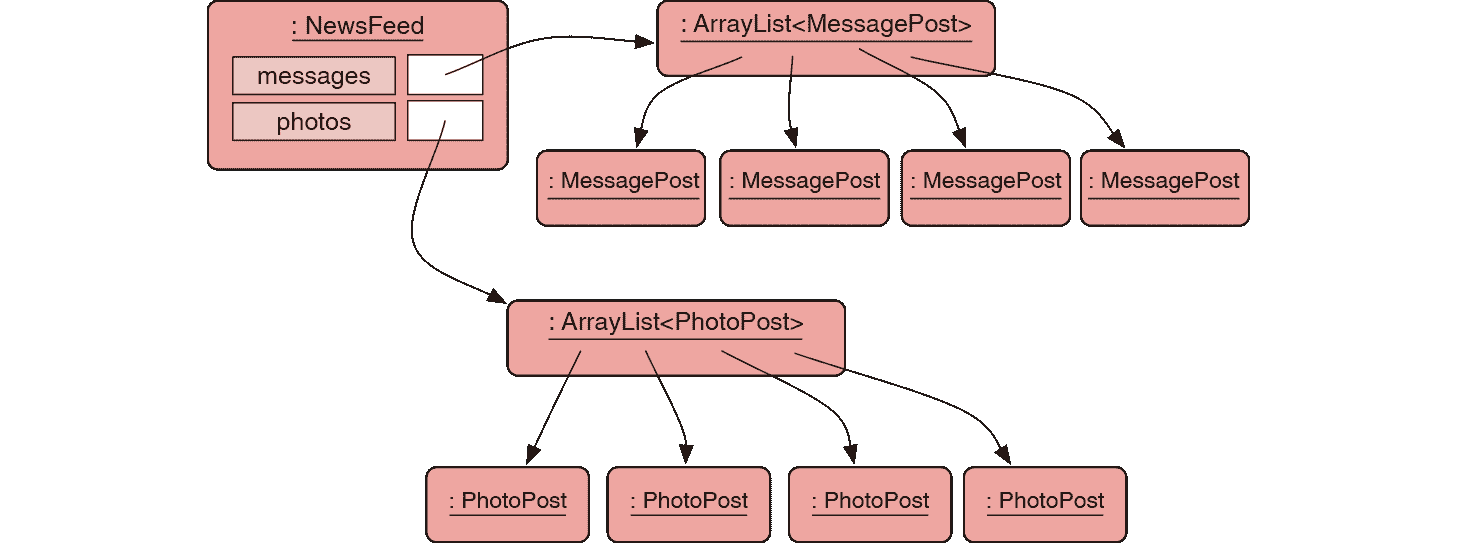 : NewsFeed
messages
photos
: ArrayList<MessagePost>
: MessagePost
: MessagePost
: MessagePost
: MessagePost
: ArrayList<PhotoPost>
: PhotoPost
: PhotoPost
: PhotoPost
: PhotoPost